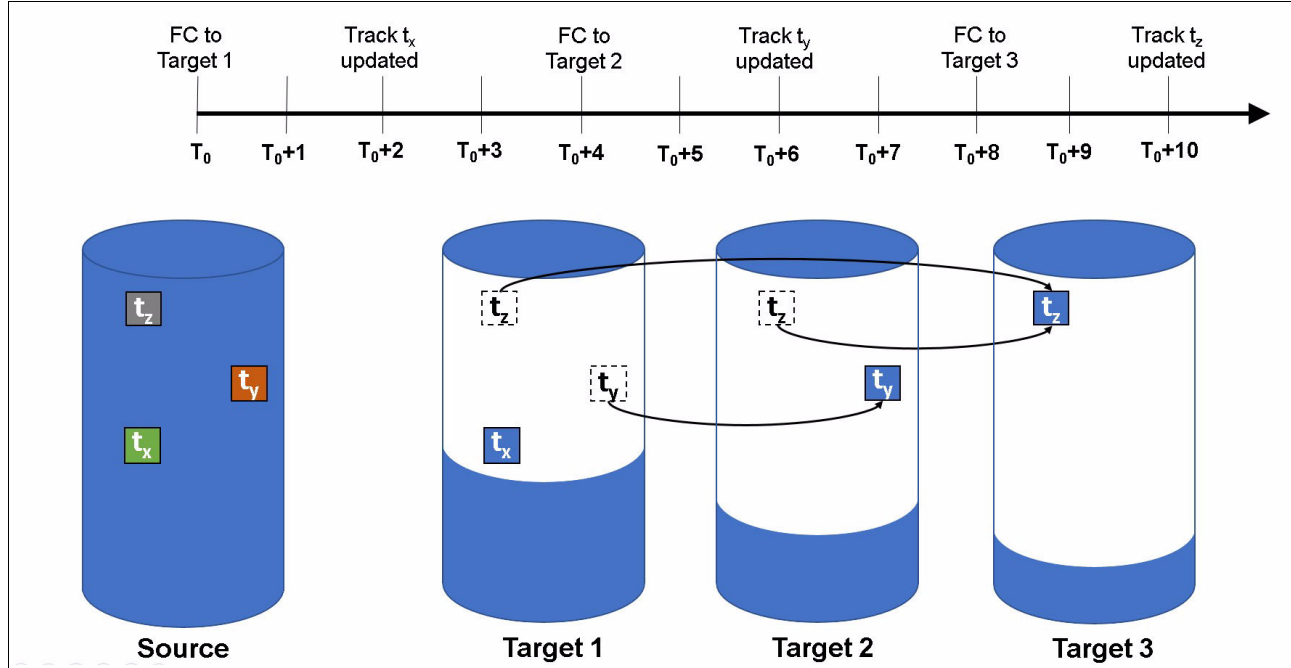 FC to
Target 1
Track tx
updated
FC to
Target 2
Track ty
updated
FC to
Target 3
Track tz
updated
T0
T0+1
T0+2
T0+3
T0+4
T0+5
T0+6
T0+7
T0+8
T0+9
T0+10
tz
ty
tx
tz
ty
tx
tz
ty
tz
Source
Target 1
Target 2
Target 3